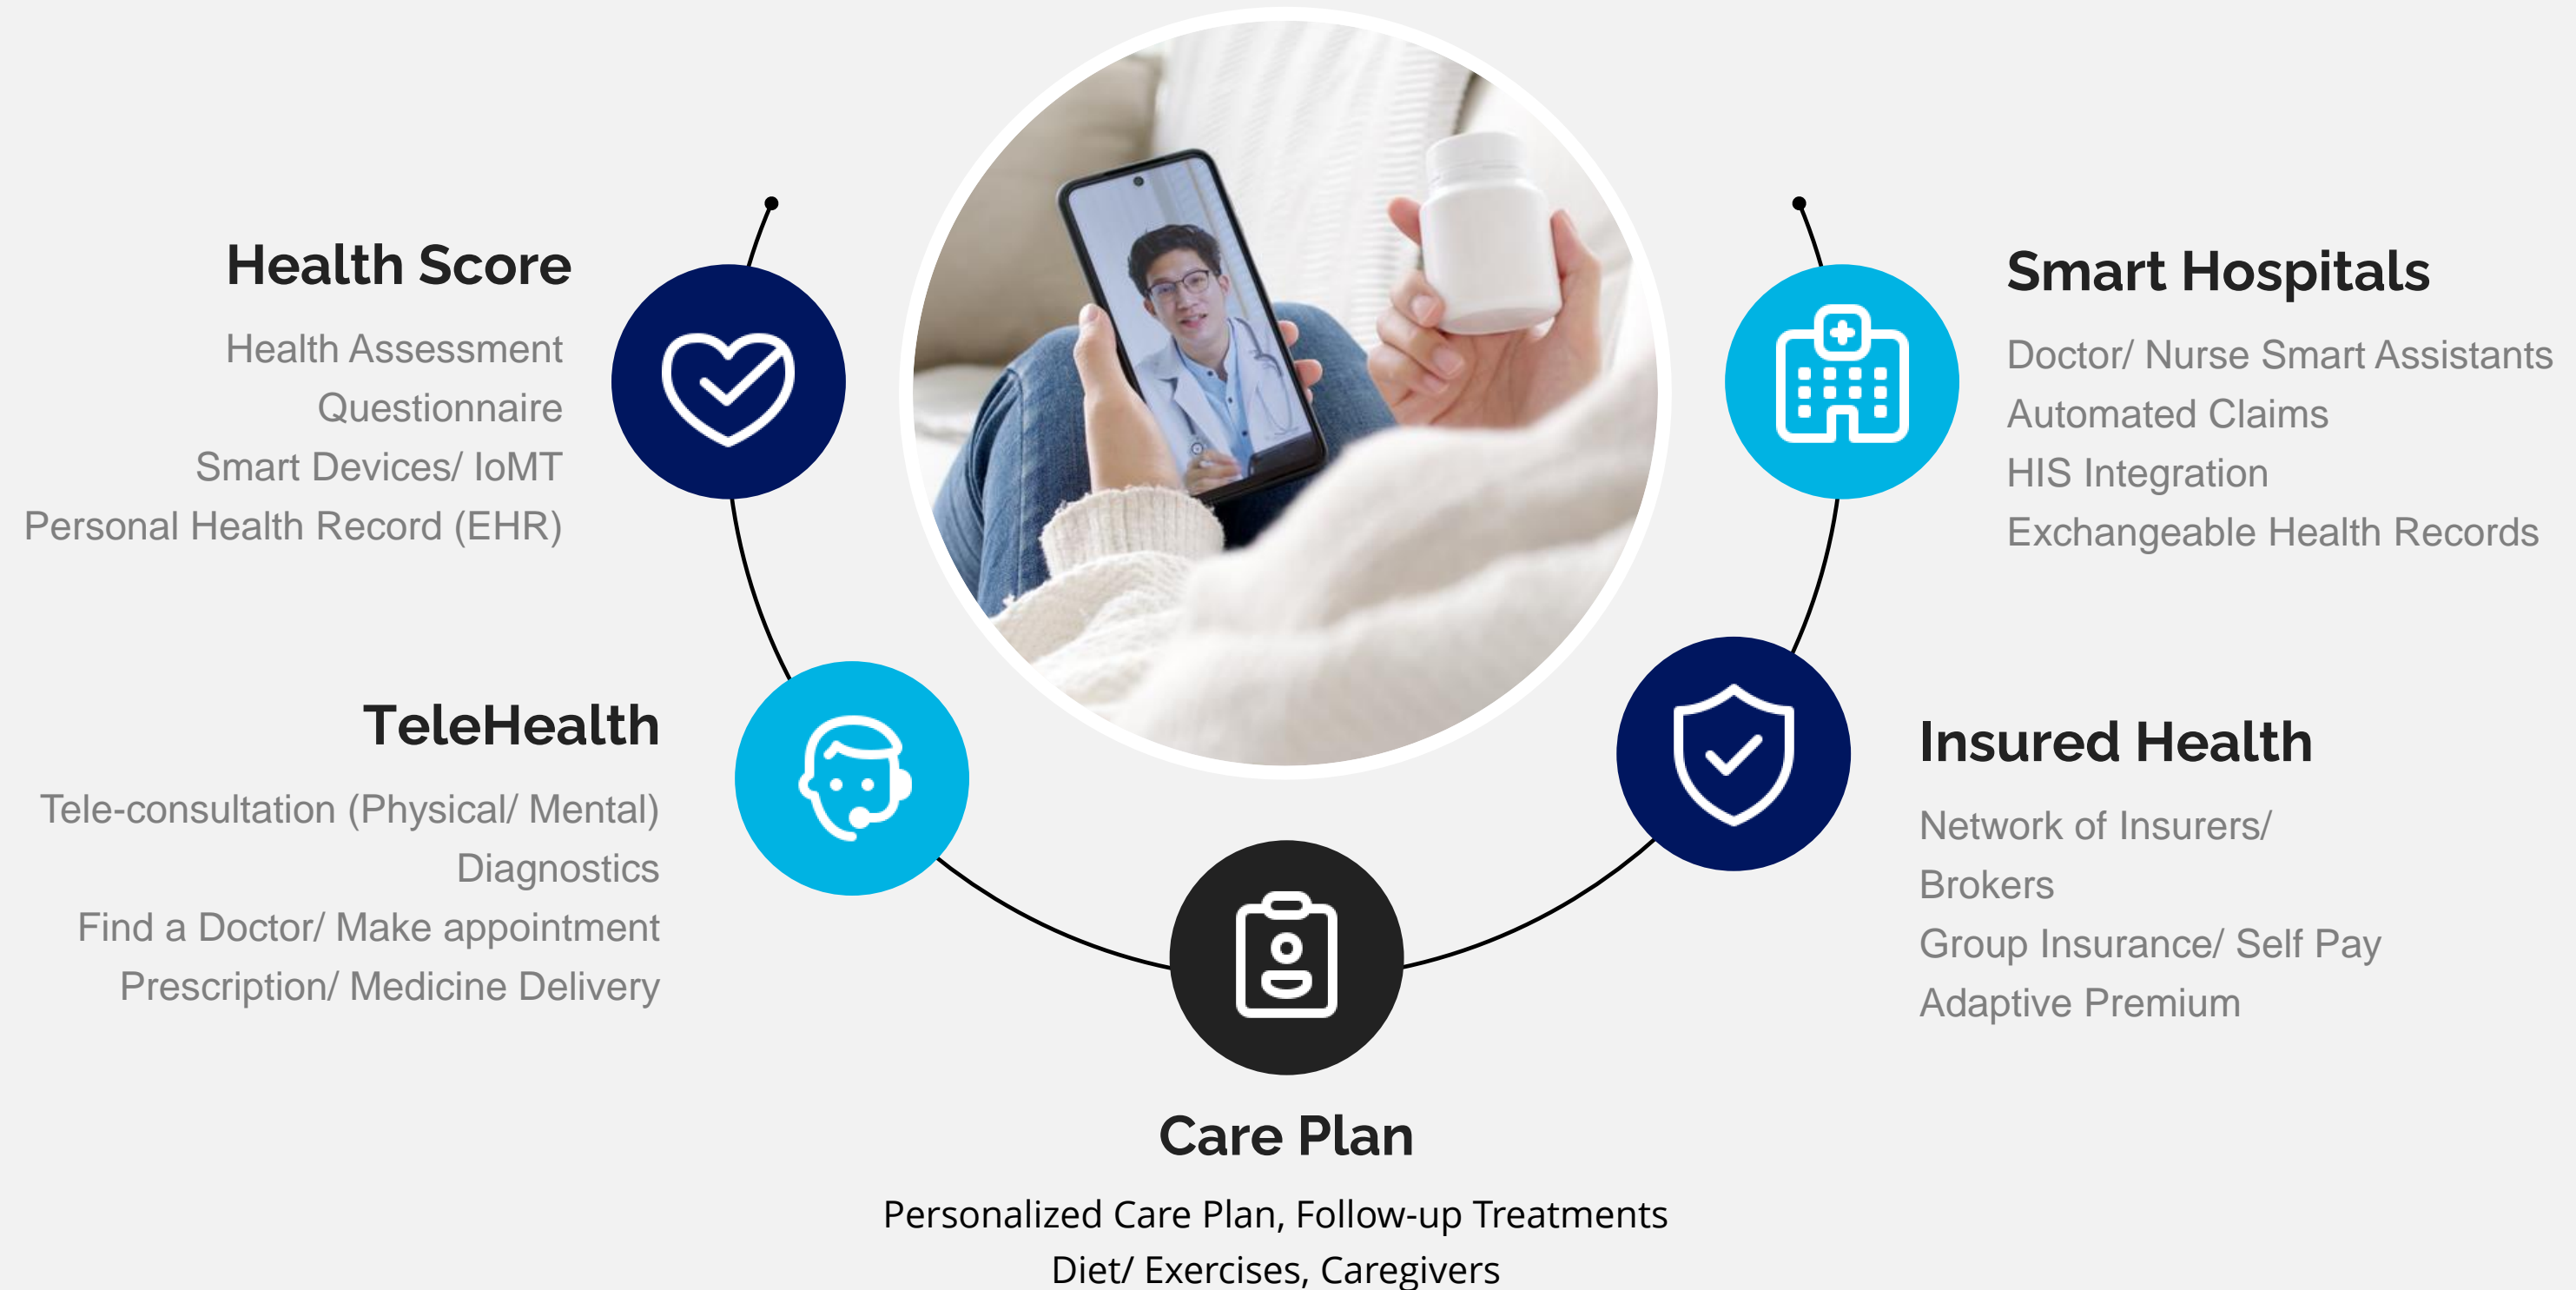 Health Score
Health Assessment
Questionnaire
Smart Devices/ IoMT
Personal Health Record (EHR)
TeleHealth
Tele-consultation (Physical/ Mental)
Diagnostics
Find a Doctor/ Make appointment
Prescription/ Medicine Delivery
Care Plan
Personalized Care Plan, Follow-up Treatments
Diet/ Exercises, Caregivers
Smart Hospitals
Doctor/ Nurse Smart Assistants
Automated Claims
HIS Integration
Exchangeable Health Records
Insured Health
Network of Insurers/
Brokers
Group Insurance/ Self Pay
Adaptive Premium